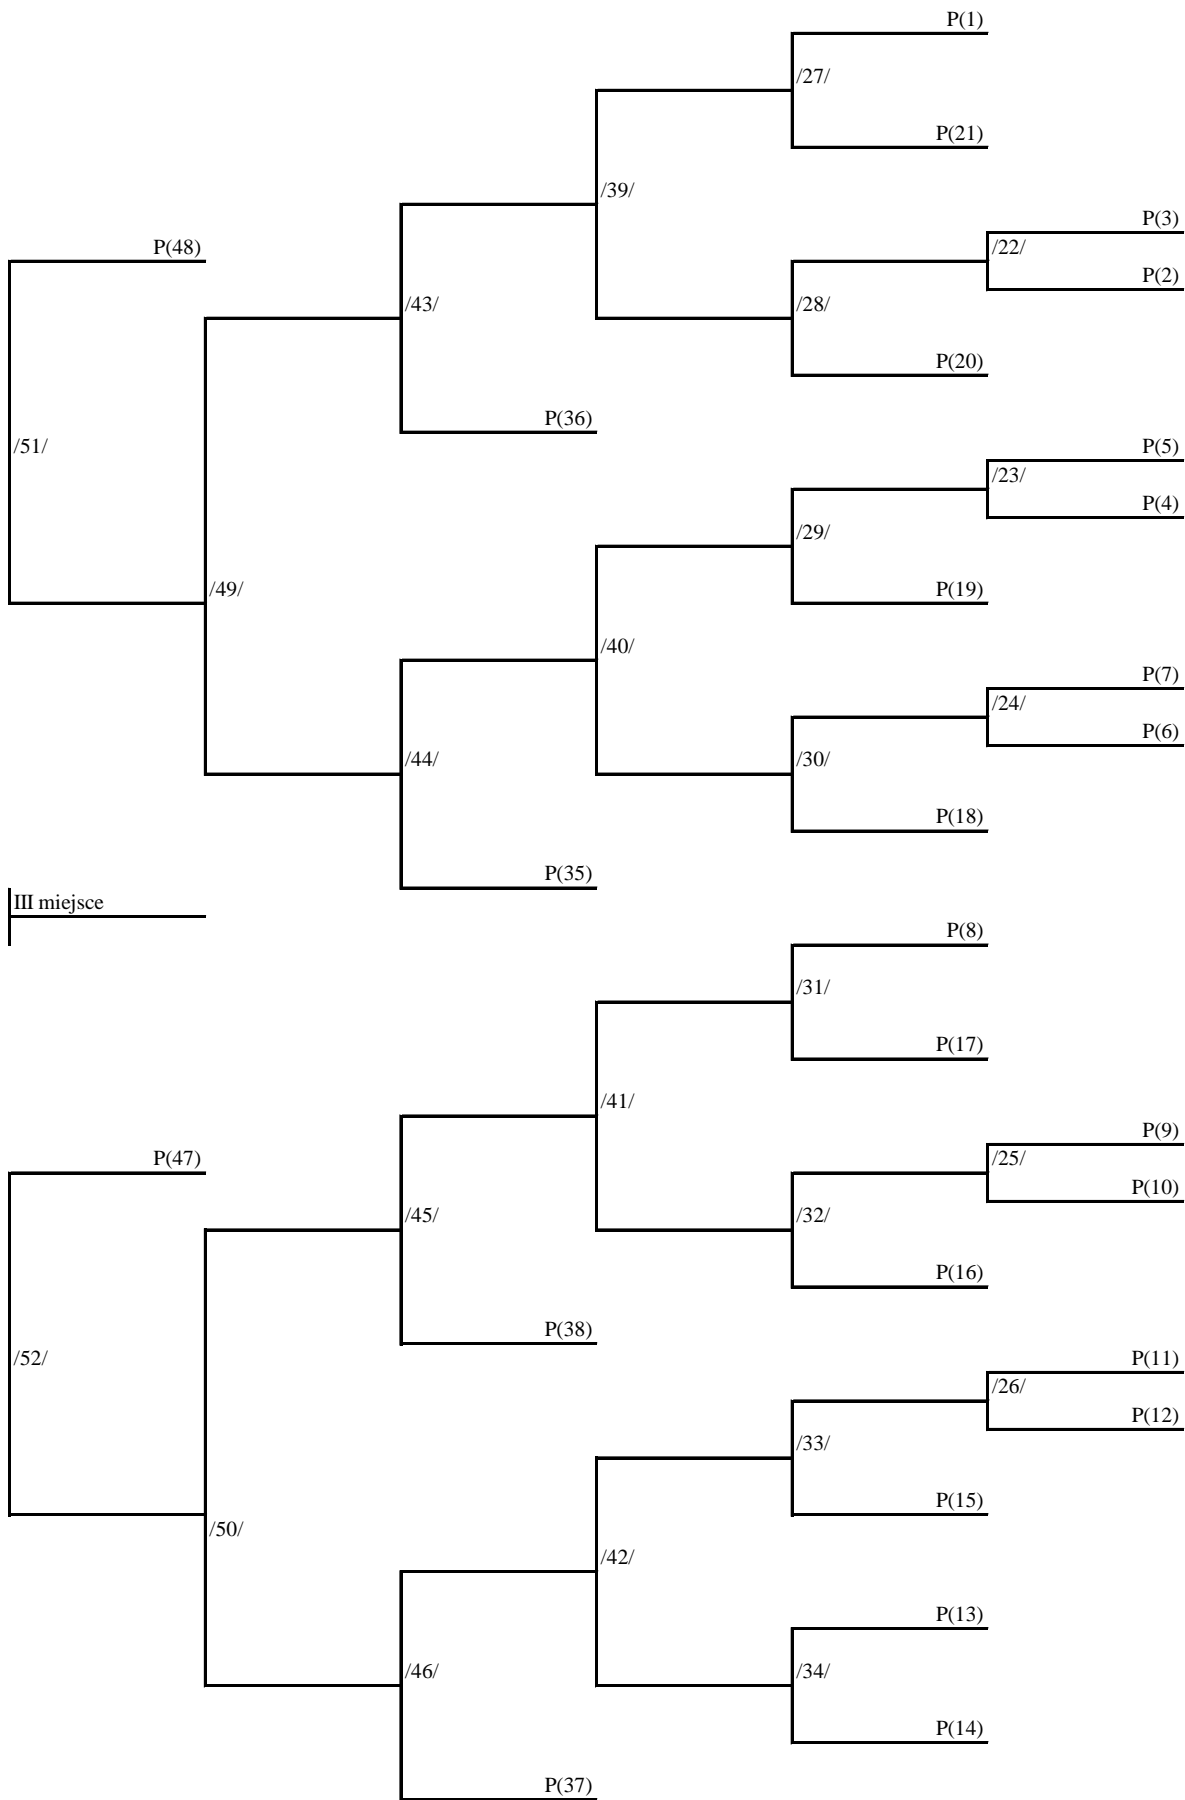 P(1)
/27/
P(21)
/39/
P(3)
P(48)
/22/
P(2)
/43/
/28/
P(20)
P(36)
/51/
P(5)
/23/
P(4)
/29/
/49/
P(19)
/40/
P(7)
/24/
P(6)
/44/
/30/
P(18)
P(35)
III miejsce
P(8)
/31/
P(17)
/41/
P(9)
P(47)
/25/
P(10)
/45/
/32/
P(16)
P(38)
/52/
P(11)
/26/
P(12)
/33/
P(15)
/50/
/42/
P(13)
/46/
/34/
P(14)
P(37)